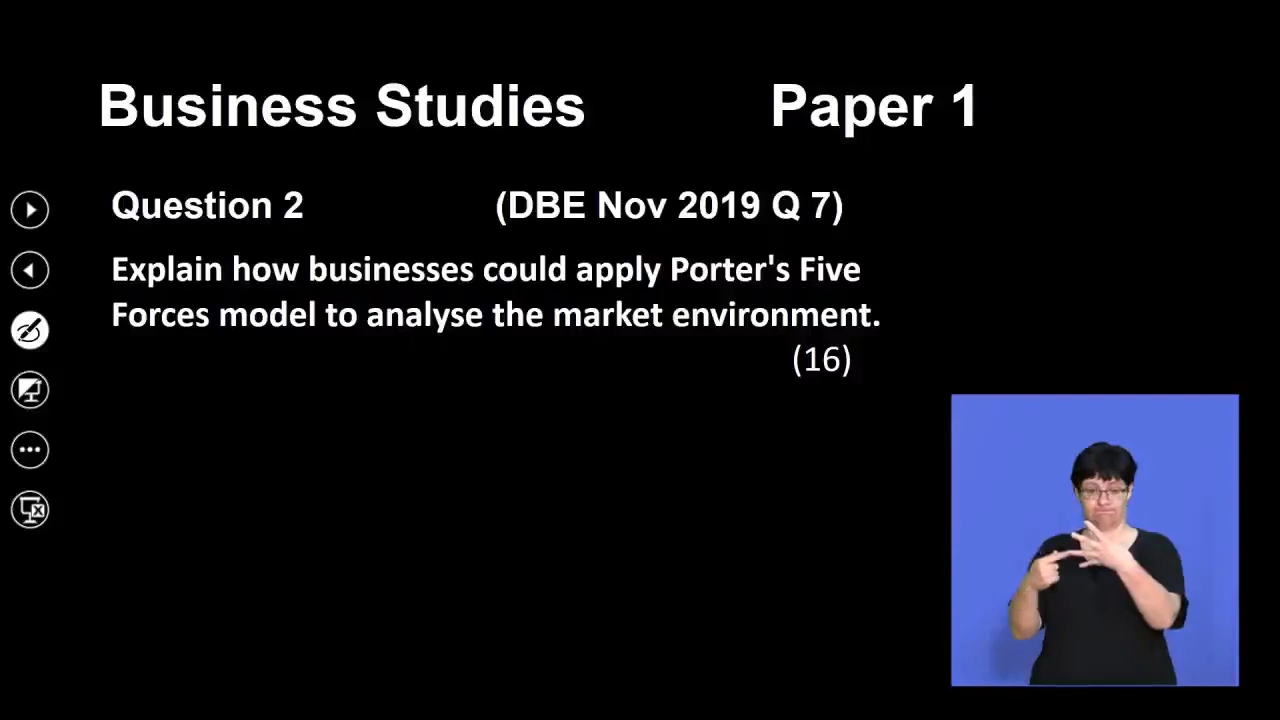 Business Studies Paper 1
Question 2 (DBE Nov 2019 Q 7)
Explain how businesses could apply Porter's Five
Forces model to analyse the market environment.
(16)